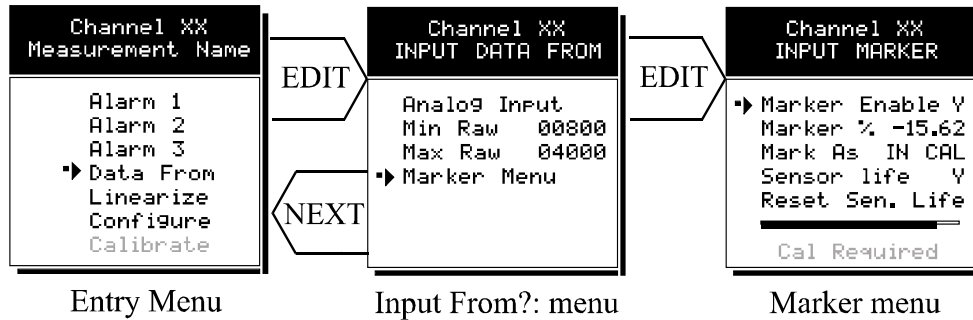 Channel XX
Measurement Name
Alarm 1
Alarm 2
Alarm 3
Data From
Linearize
Configure
Calibrate
EDIT
NEXT
Channel XX
INPUT DATA FROM
Analog Input
Min Raw 00800
Max Raw 04000
Marker Menu
EDIT
Channel XX
INPUT MARKER
Marker Enable Y
Marker % -15.62
Mark As IN CAL
Sensor life Y
Reset Sen. Life
Cal Required
Entry Menu
Input From?: menu
Marker menu